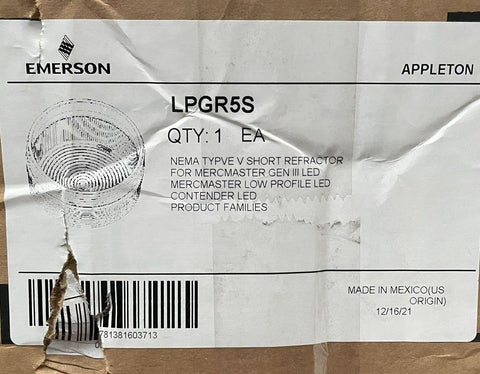 EMERSON
APPLETON
LPGR5S
QTY: 1 EA
NEMA TYPVE V SHORT REFRACTOR
FOR MERCMASTER GEN III LED
MERCMASTER LOW PROFILE LED
CONTENDER LED
PRODUCT FAMILIES
MADE IN MEXICO(US
ORIGIN)
12/16/21
781381603713